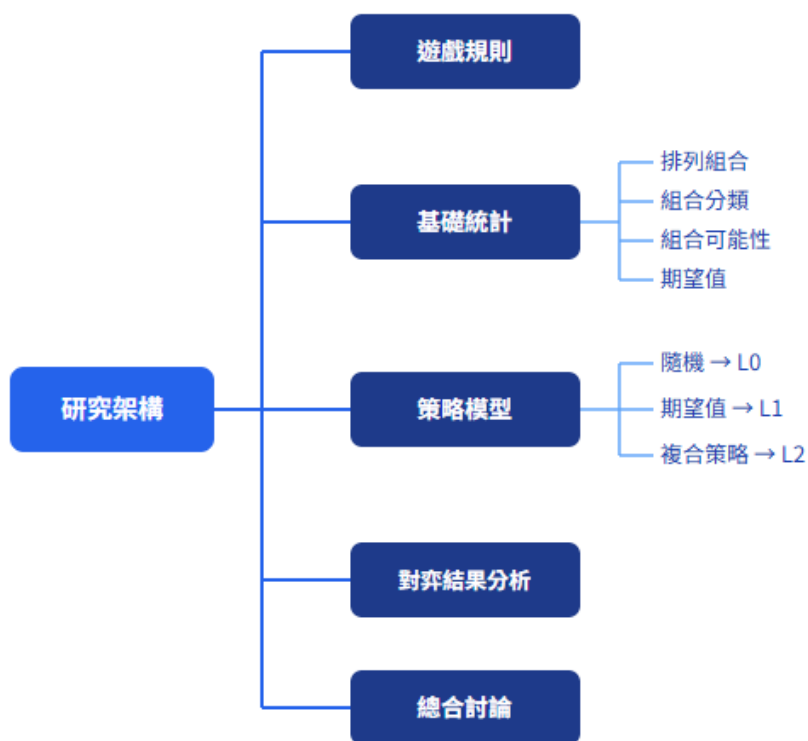 研究架構
遊戲規則
基礎統計
排列組合
組合分類
組合可能性
期望值
策略模型
隨機 → L0
期望值 → L1
複合策略 → L2
對弈結果分析
總合討論